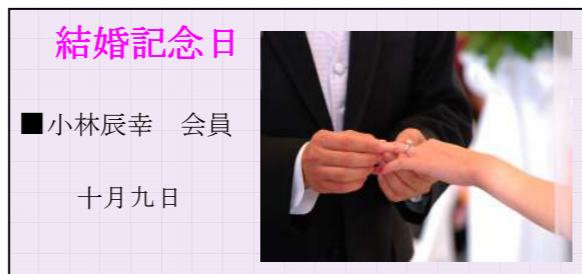 結婚記念日
■小林辰幸　会員
十月九日